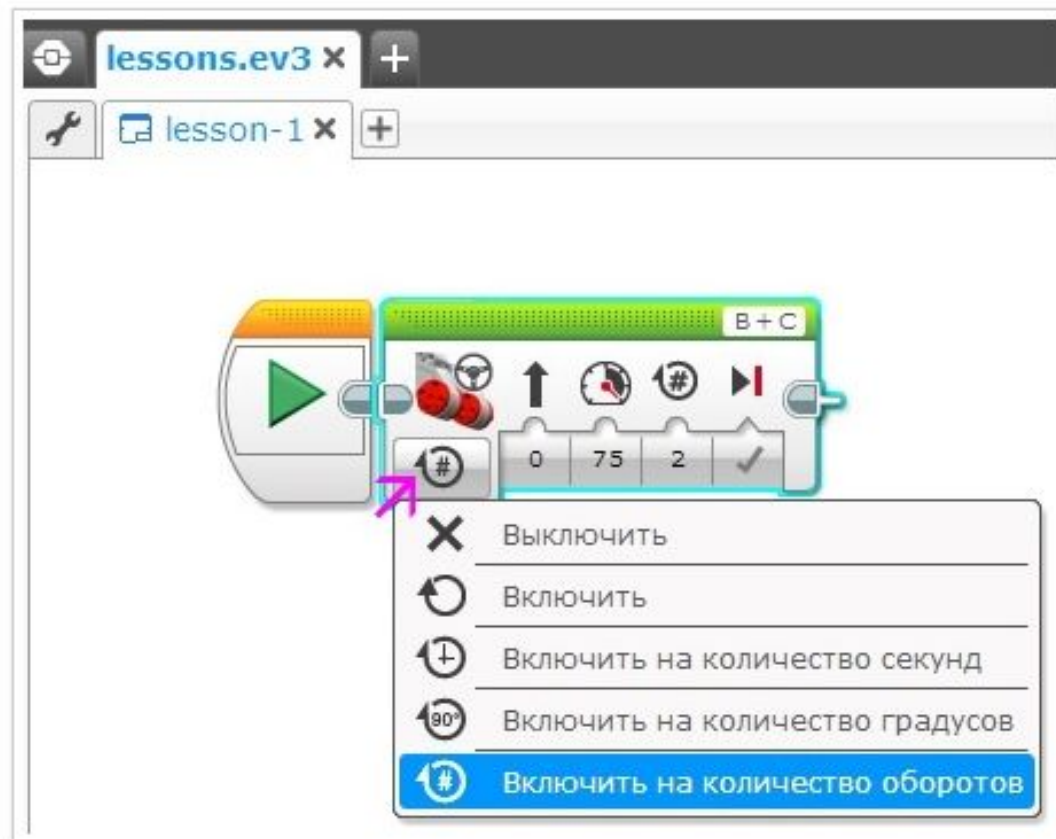 lessons.ev3
lesson-1
B+C
#
0 75 2
#
Выключить
Включить
Включить на количество секунд
90° Включить на количество градусов
# Включить на количество оборотов